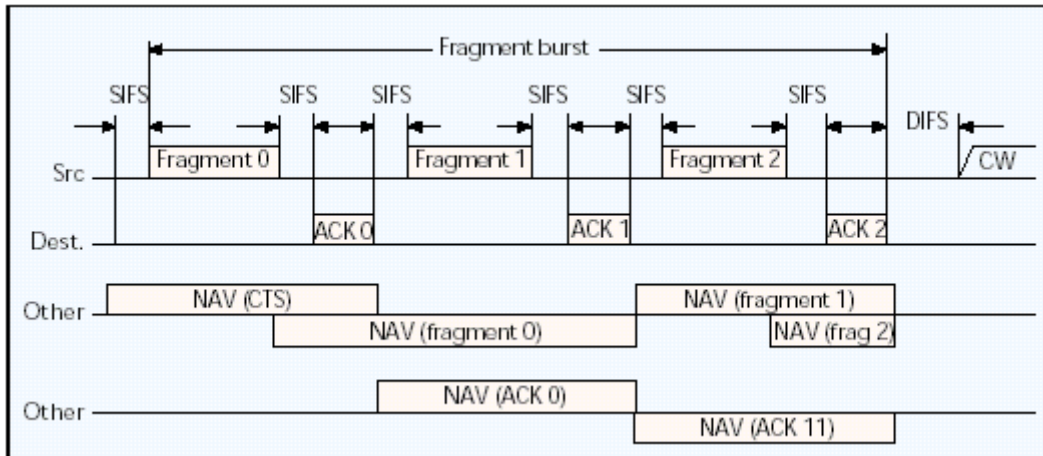 Fragment burst
SIFS SIFS SIFS SIFS SIFS SIFS
DIFS
Src Fragment 0 Fragment 1 Fragment 2 CW
Dest. ACK 0 ACK 1 ACK 2
Other NAV (CTS) NAV (fragment 1)
NAV (fragment 0) NAV (frag 2)
Other NAV (ACK 0)
NAV (ACK 11)